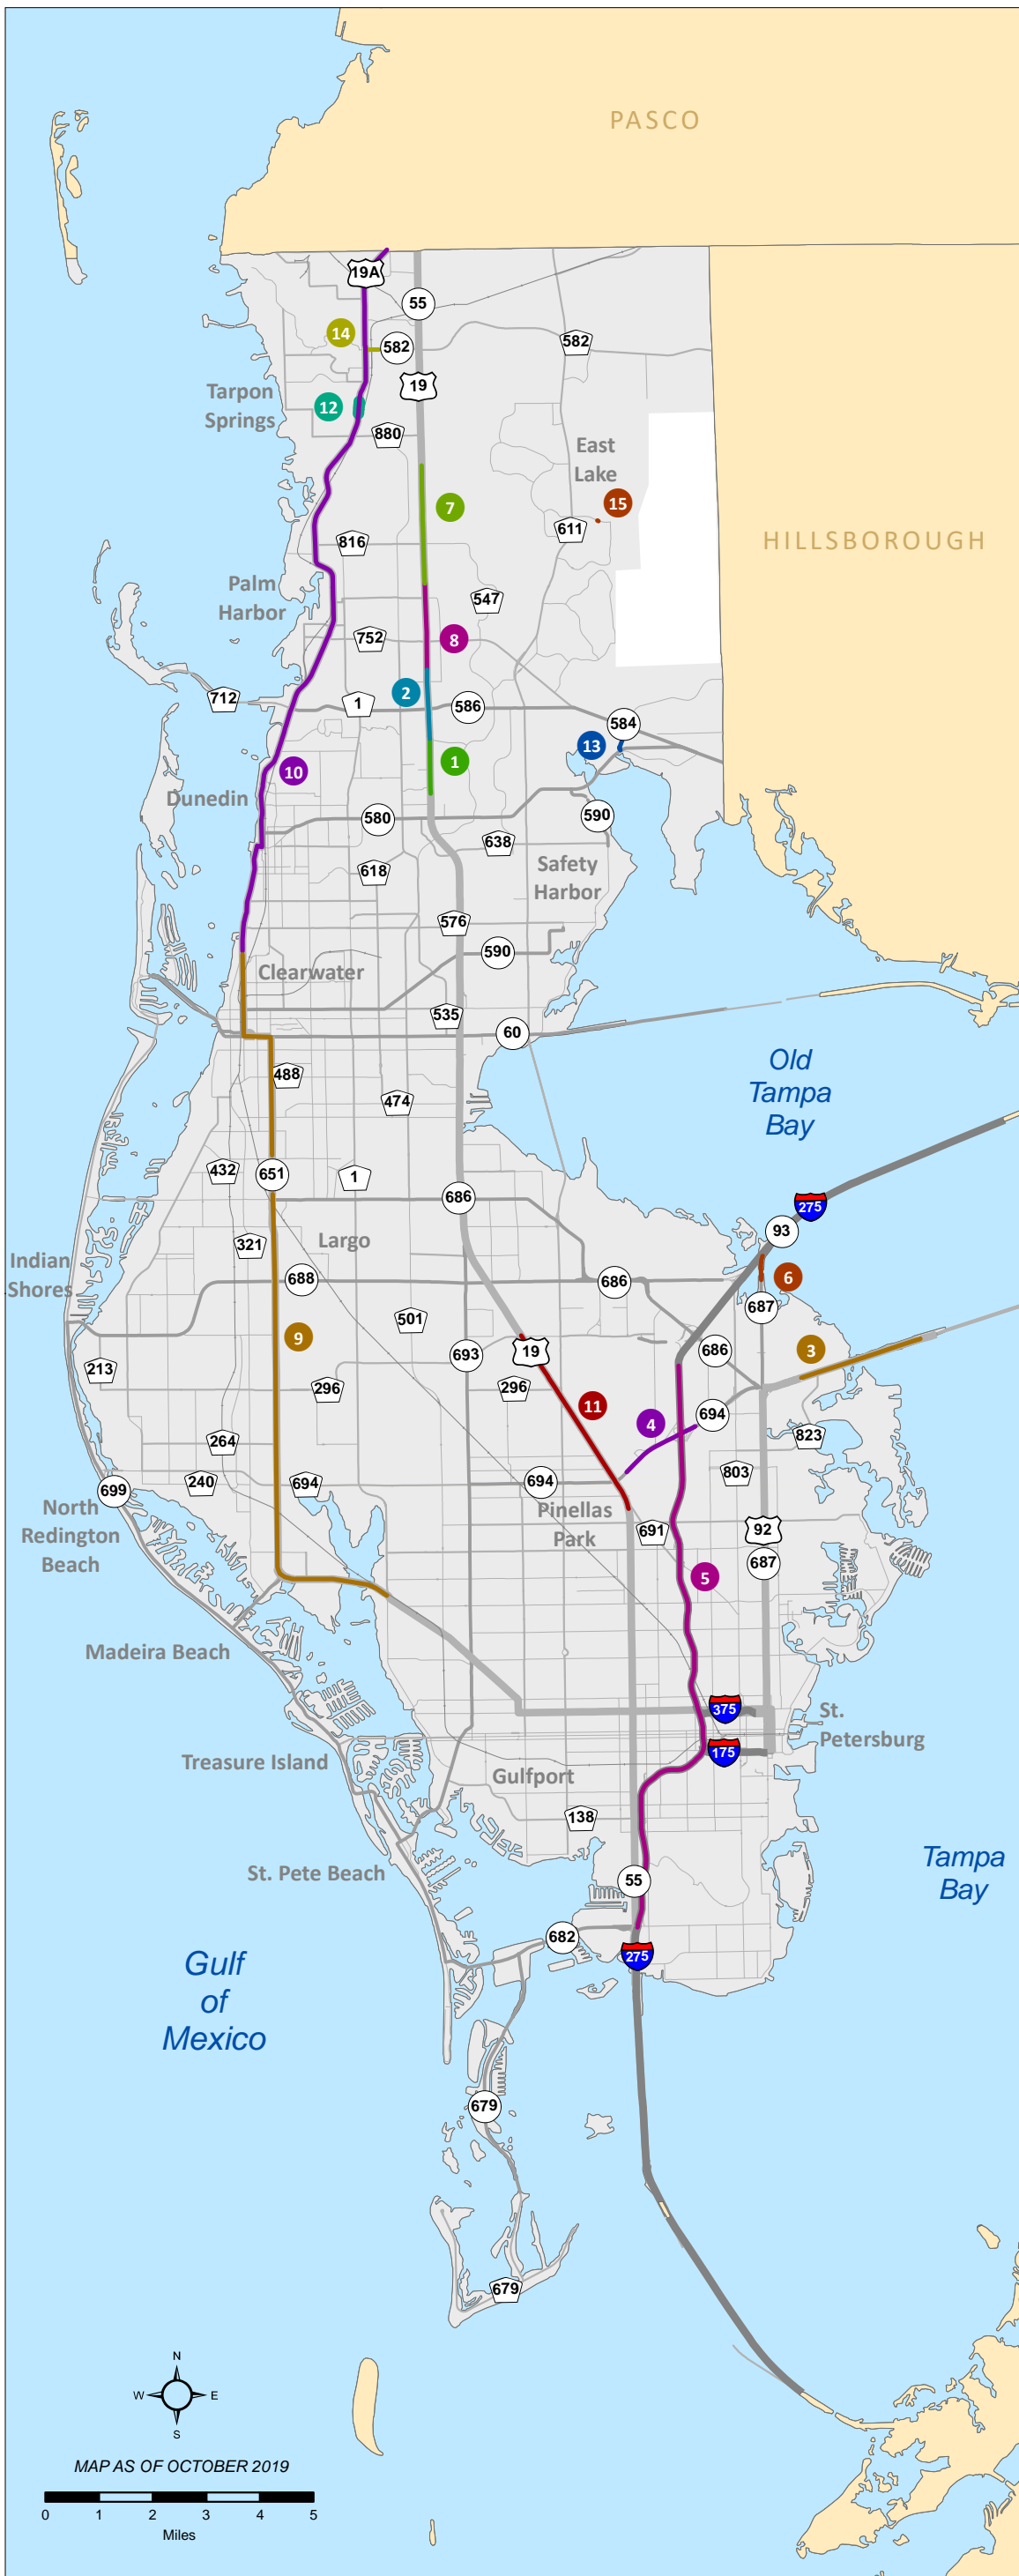 PASCO
19A
55
14
582
582
19
Tarpon
Springs
12
880
East
Lake
7
15
611
HILLSBOROUGH
816
Palm
Harbor
547
752
8
712
2
1
586
584
13
1
10
Dunedin
580
590
638
618
Safety
Harbor
576
590
Clearwater
535
60
Old
Tampa
Bay
488
474
432
651
1
686
275
93
321
Largo
Indian
Shores
688
686
6
687
501
9
693
19
686
3
213
296
296
11
4
694
823
264
803
240
694
694
699
North
Redington
Beach
Pinellas
Park
691
92
687
5
Madeira Beach
375
St.
Petersburg
175
Treasure Island
Gulfport
138
St. Pete Beach
55
Tampa
Bay
682
275
Gulf
of
Mexico
679
679
N
W
E
S
MAP AS OF OCTOBER 2019
0 1 2 3 4 5
Miles